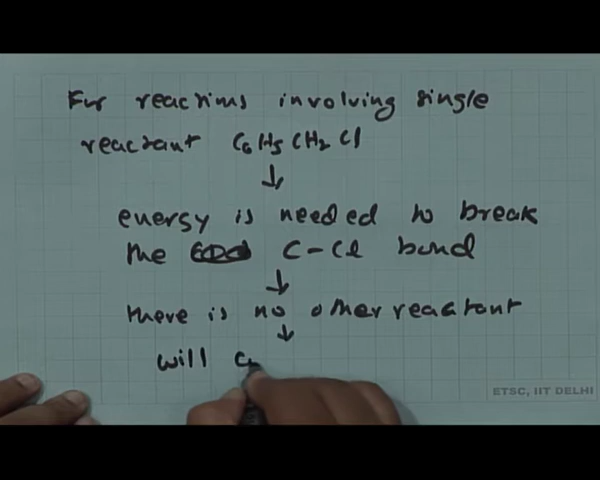 For reactions involving single
reactant C6H5CH2Cl
↓
energy is needed to break
the C-Cl bond
↓
there is no other reactant
↓
will
ETSC, IIT DELHI